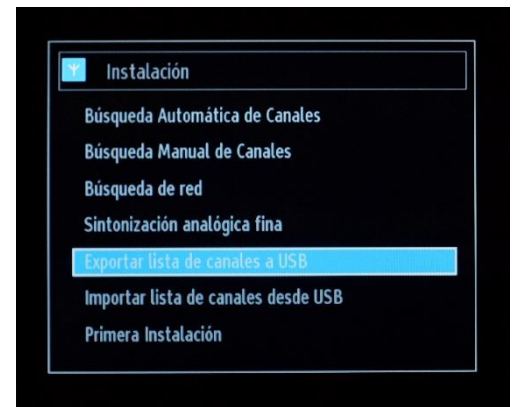 Instalación
Búsqueda Automática de Canales
Búsqueda Manual de Canales
Búsqueda de red
Sintonización analógica fina
Exportar lista de canales a USB
Importar lista de canales desde USB
Primera Instalación